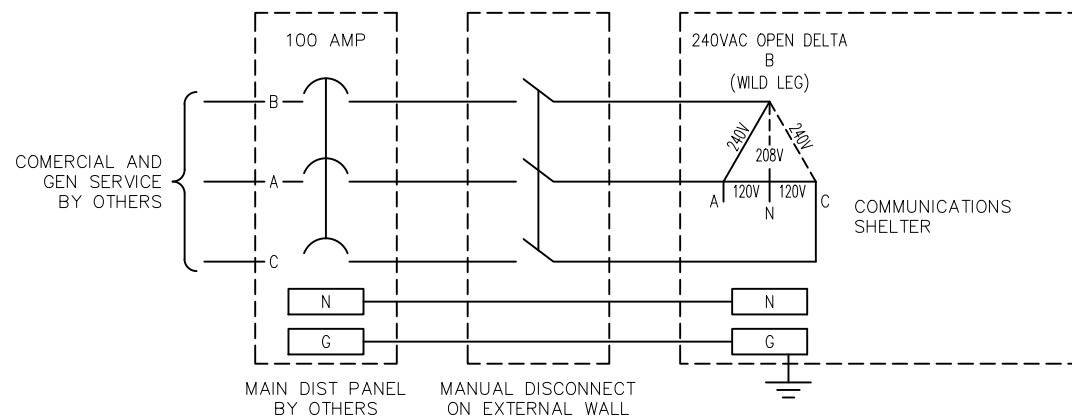 100 AMP
240VAC OPEN DELTA
B
(WILD LEG)
B
240V
240V
208V
COMERCIAL AND
GEN SERVICE
BY OTHERS
A
120V
120V
A
N
C
COMMUNICATIONS
SHELTER
C
N
N
G
G
MAIN DIST PANEL
BY OTHERS
MANUAL DISCONNECT
ON EXTERNAL WALL